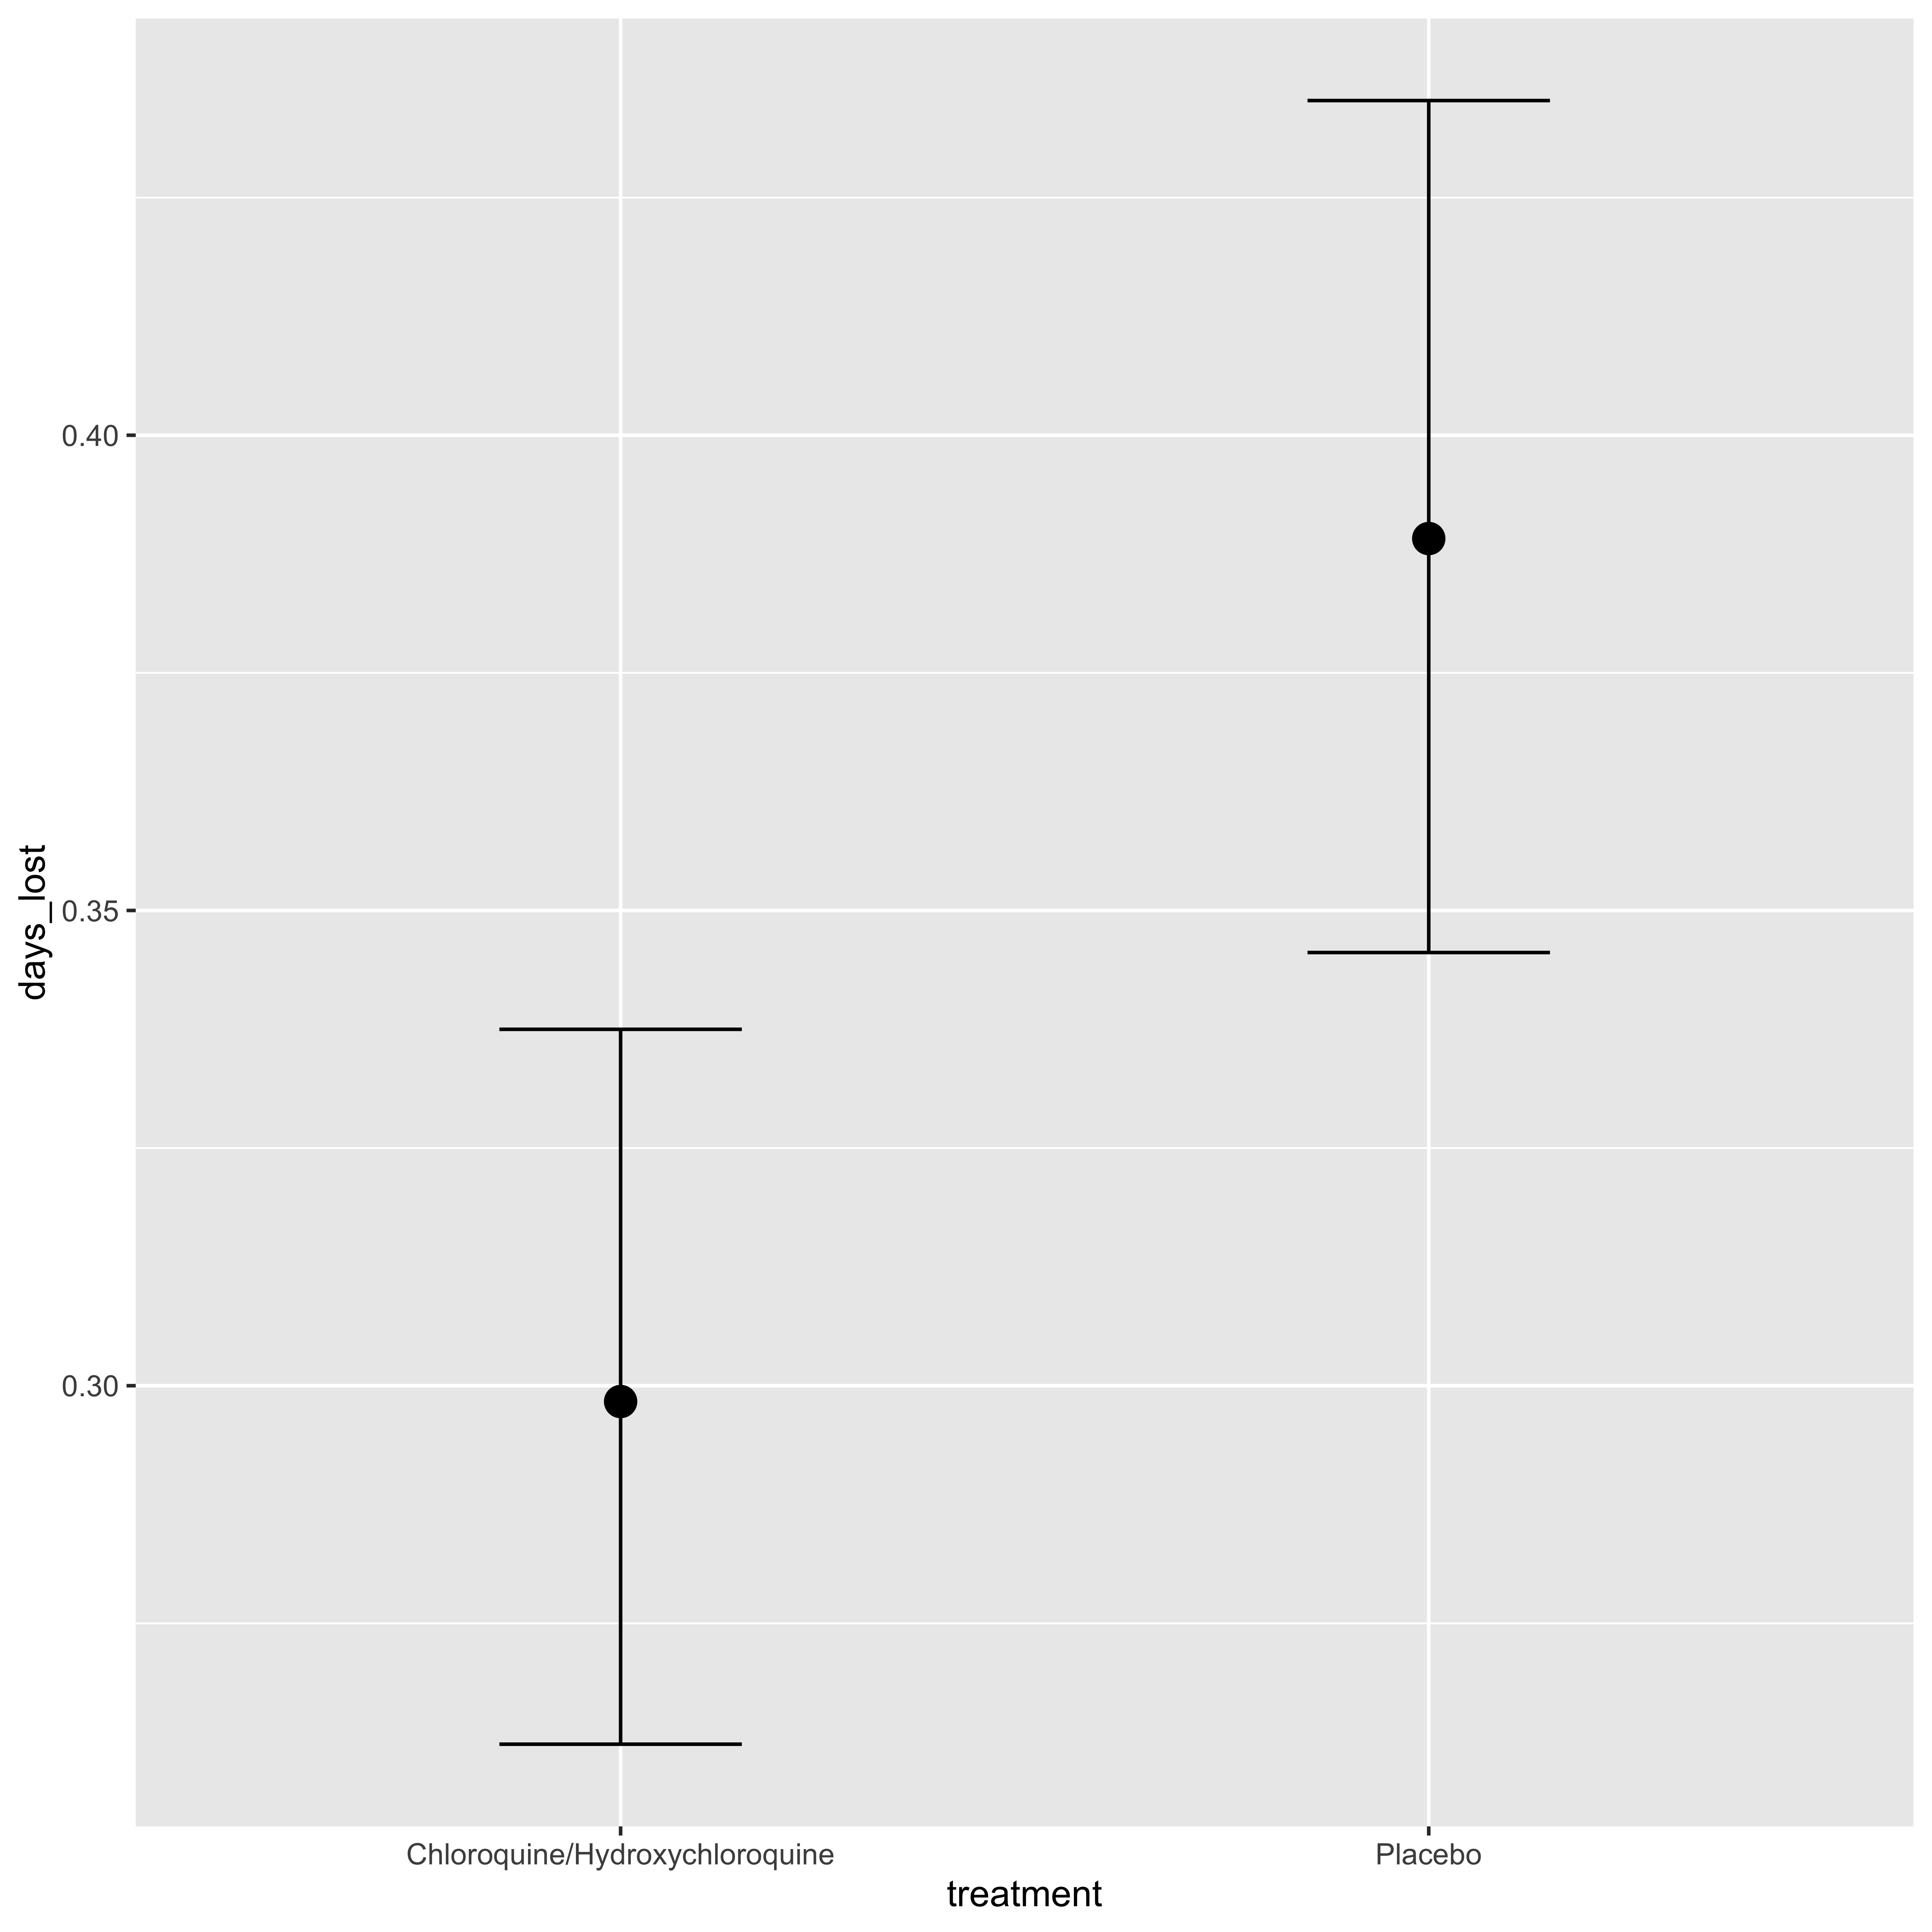 days_lost
0.40
0.35
0.30
Chloroquine/Hydroxychloroquine
Placebo
treatment